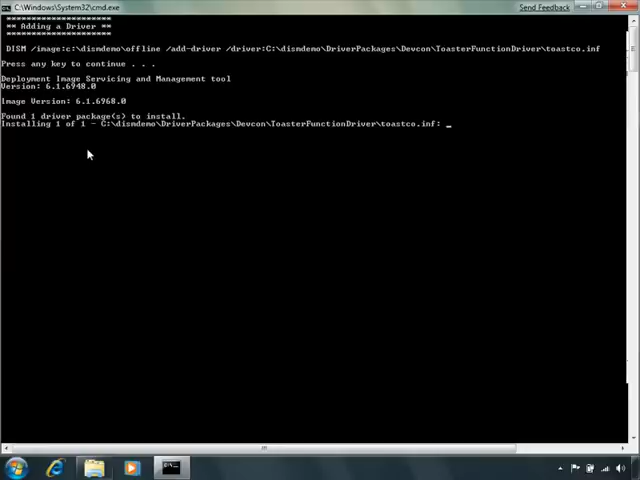 C:\Windows\System32\cmd.exe
Send Feedback
*********************
** Adding a Driver **
*********************
DISM /image:c:\dismdemo\offline /add-driver /driver:C:\dismdemo\DriverPackages\Devcon\ToasterFunctionDriver\toastco.inf
Press any key to continue . . .
Deployment Image Servicing and Management tool
Version: 6.1.6948.0
Image Version: 6.1.6968.0
Found 1 driver package(s) to install.
Installing 1 of 1 - C:\dismdemo\DriverPackages\Devcon\ToasterFunctionDriver\toastco.inf: _